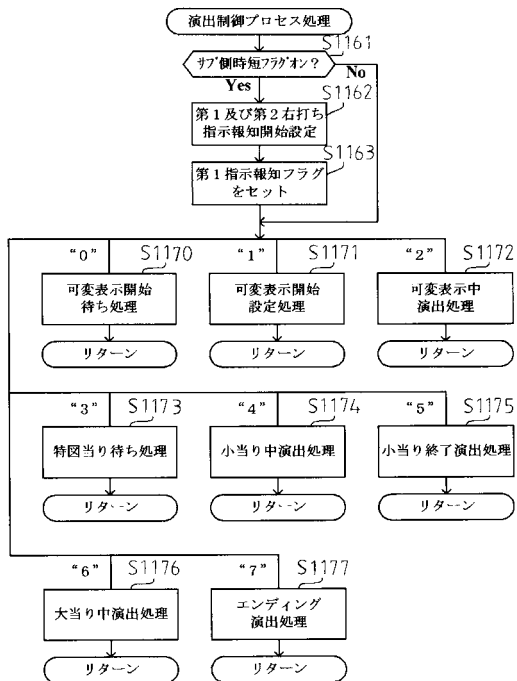 演出制御プロセス処理
S1161
サブ側時短フラグオン？
Yes
No
S1162
第１及び第２右打ち
指示報知開始設定
S1163
第１指示報知フラグ
をセット
“0”
S1170
“1”
S1171
“2”
S1172
可変表示開始
待ち処理
可変表示開始
設定処理
可変表示中
演出処理
リターン
リターン
リターン
“3”
S1173
“4”
S1174
“5”
S1175
特図当り待ち処理
小当り中演出処理
小当り終了演出処理
リターン
リターン
リターン
“6”
S1176
“7”
S1177
大当り中演出処理
エンディング
演出処理
リターン
リターン